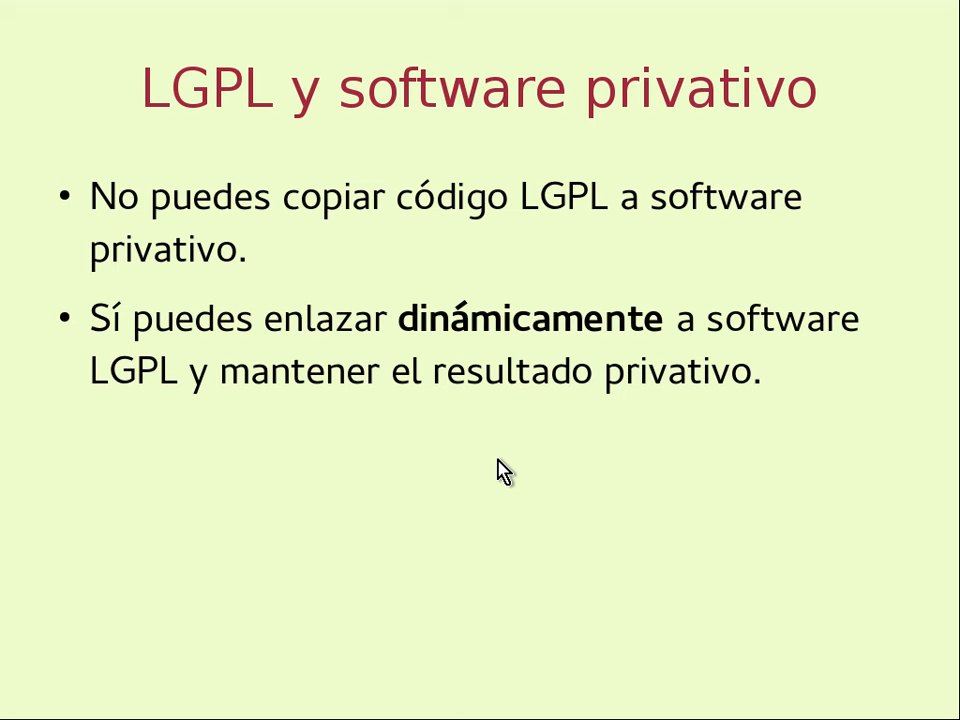 LGPL y software privativo
• No puedes copiar código LGPL a software
privativo.
• Sí puedes enlazar dinámicamente a software
LGPL y mantener el resultado privativo.